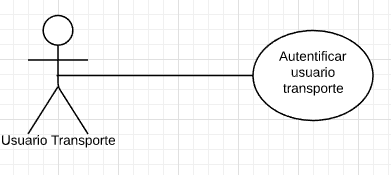 Autentificar
usuario
transporte
Usuario Transporte